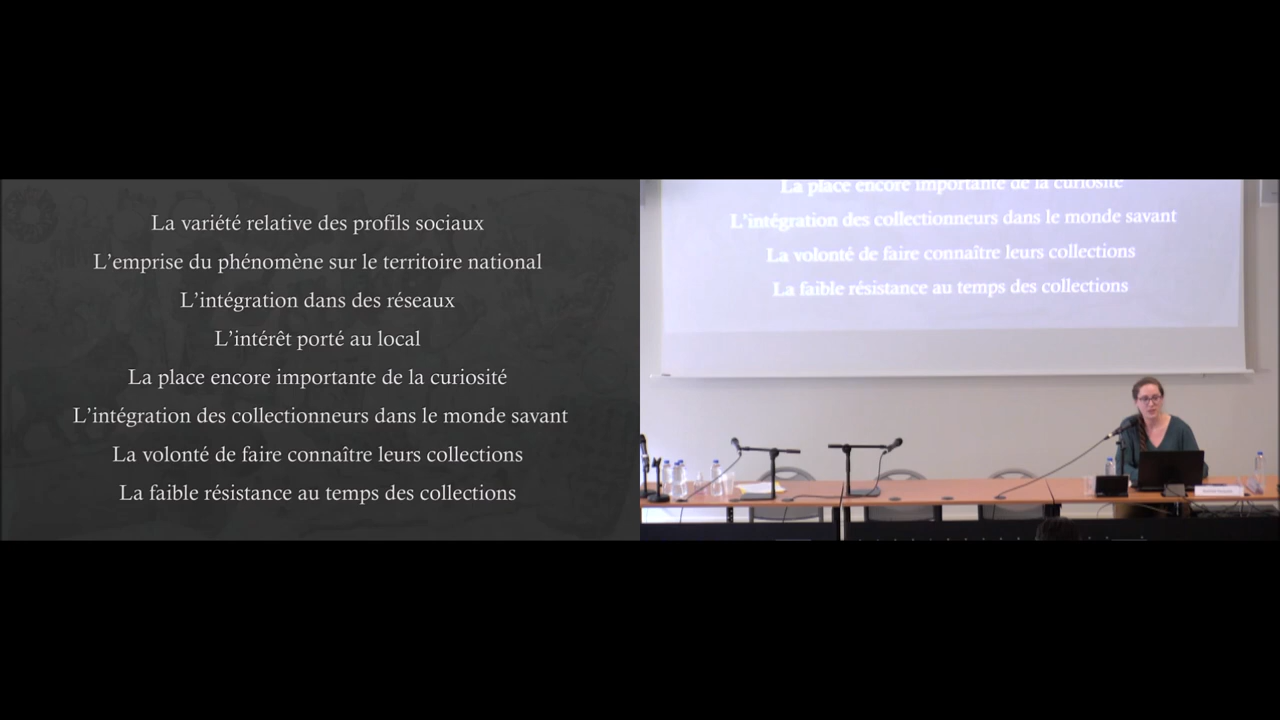 La variété relative des profils sociaux
L’emprise du phénomène sur le territoire national
L’intégration dans des réseaux
L’intérêt porté au local
La place encore importante de la curiosité
L’intégration des collectionneurs dans le monde savant
La volonté de faire connaître leurs collections
La faible résistance au temps des collections
La place encore importante de la curiosité
L’intégration des collectionneurs dans le monde savant
La volonté de faire connaître leurs collections
La faible résistance au temps des collections